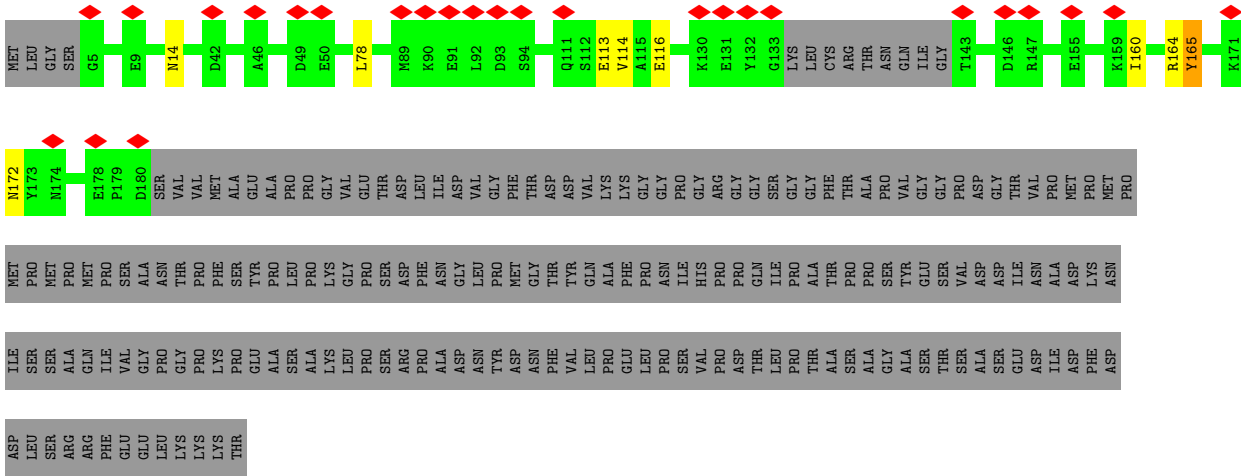 MET LEU GLY SER G5 E9 N14 D42 A46 D49 E50 L78 M89 K90 E91 L92 D93 S94 Q111 S112 E113 V114 A115 E116 K130 E131 Y132 G133 LYS LEU CYS ARG THR ASN GLN ILE GLY T143 D146 R147 E155 K159 I160 R164 Y165 K171
N172 Y173 N174 E178 P179 D180 SER VAL VAL MET ALA GLU ALA PRO PRO GLY VAL GLU THR ASP LEU ILE ASP VAL GLY PHE THR ASP ASP VAL LYS LYS GLY GLY PRO GLY ARG GLY GLY SER GLY GLY PHE THR ALA PRO VAL GLY GLY PRO ASP GLY THR VAL PRO MET PRO MET PRO
MET PRO MET PRO MET PRO SER ALA ASN THR PRO PHE SER TYR PRO LEU PRO LYS GLY PRO SER ASP PHE ASN GLY LEU PRO MET GLY THR TYR GLN ALA PHE PRO ASN ILE HIS PRO PRO GLN ILE PRO ALA THR PRO PRO SER TYR GLU SER VAL ASP ASP ILE ASN ALA ASP LYS ASN
ILE SER SER ALA GLN ILE VAL GLY PRO GLY PRO LYS PRO GLU ALA SER ALA LYS LEU PRO SER ARG PRO ALA ASP ASN TYR ASP ASN PHE VAL LEU PRO GLU LEU PRO SER VAL PRO ASP THR LEU PRO THR ALA SER ALA GLY ALA SER THR SER ALA SER GLU ASP ILE ASP PHE ASP
ASP LEU SER ARG ARG PHE GLU GLU LEU LYS LYS LYS THR